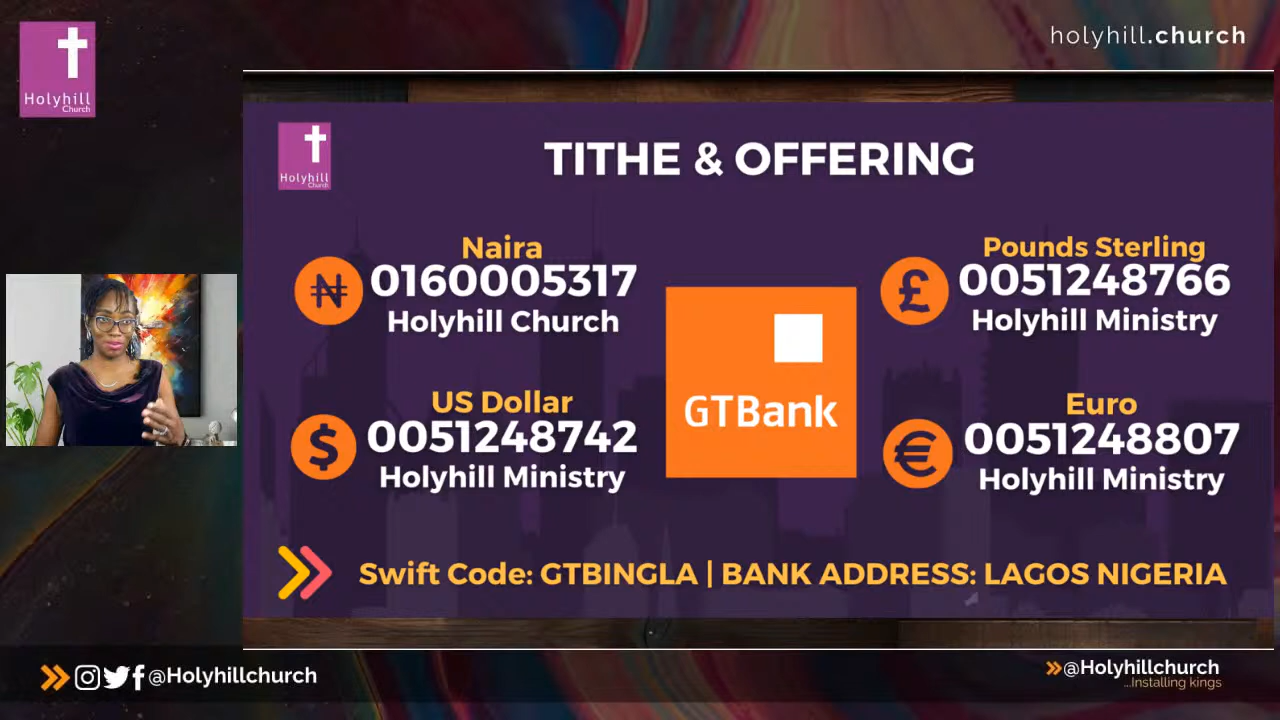 Holyhill
Church
holyhill.church
Holyhill
Church
TITHE & OFFERING
Naira
₦ 0160005317
Holyhill Church
Pounds Sterling
£ 0051248766
Holyhill Ministry
GTBank
US Dollar
$ 0051248742
Holyhill Ministry
Euro
€ 0051248807
Holyhill Ministry
Swift Code: GTBINGLA | BANK ADDRESS: LAGOS NIGERIA
@Holyhillchurch
@Holyhillchurch
...Installing kings